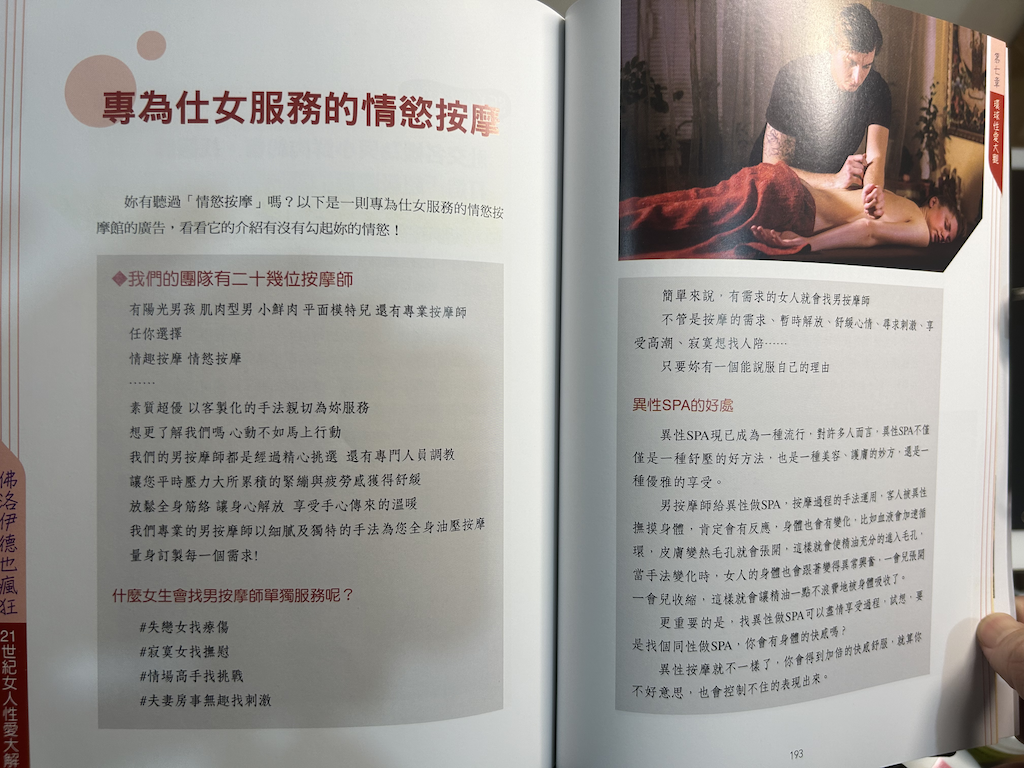 專為仕女服務的情慾按摩
妳有聽過「情慾按摩」嗎？以下是一則專為仕女服務的情慾按
摩館的廣告，看看它的介紹有沒有勾起妳的情慾！
◆我們的團隊有二十幾位按摩師
有陽光男孩 肌肉型男 小鮮肉 平面模特兒 還有專業按摩師
任你選擇
情趣按摩 情慾按摩
……
素質超優 以客製化的手法親切為妳服務
想更了解我們嗎 心動不如馬上行動
我們的男按摩師都是經過精心挑選 還有專門人員調教
讓您平時壓力大所累積的緊繃與疲勞感獲得舒緩
放鬆全身筋絡 讓身心解放 享受手心傳來的溫暖
我們專業的男按摩師以細膩及獨特的手法為您全身油壓按摩
量身訂製每一個需求!
什麼女生會找男按摩師單獨服務呢？
#失戀女找療傷
#寂寞女找撫慰
#情場高手找挑戰
#夫妻房事無趣找刺激
佛洛伊德也瘋狂
21世紀女人性愛大解
第七章
環球性愛大觀
簡單來說，有需求的女人就會找男按摩師
不管是按摩的需求、暫時解放、舒緩心情、尋求刺激、享
受高潮、寂寞想找人陪……
只要妳有一個能說服自己的理由
異性SPA的好處
異性SPA現已成為一種流行，對許多人而言，異性SPA不僅
僅是一種舒壓的好方法，也是一種美容、護膚的妙方，還是一
種優雅的享受。
男按摩師給異性做SPA，按摩過程的手法運用，客人被異性
撫摸身體，肯定會有反應，身體也會有變化，比如血液會加速循
環，皮膚變熱毛孔就會張開，這樣就會使精油充分的進入毛孔，
當手法變化時，女人的身體也會跟著變得異常興奮，一會兒張開
一會兒收縮，這樣就會讓精油一點不浪費地被身體吸收了。
更重要的是，找異性做SPA可以盡情享受過程，試想，要
是找個同性做SPA，你會有身體的快感嗎？
異性按摩就不一樣了，你會得到加倍的快感舒服，就算你
不好意思，也會控制不住的表現出來。
193